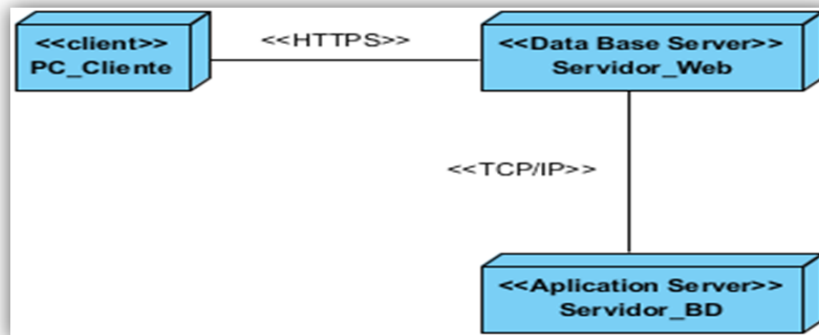 <<client>>
PC_Cliente
<<HTTPS>>
<<Data Base Server>>
Servidor_Web
<<TCP/IP>>
<<Aplication Server>>
Servidor_BD